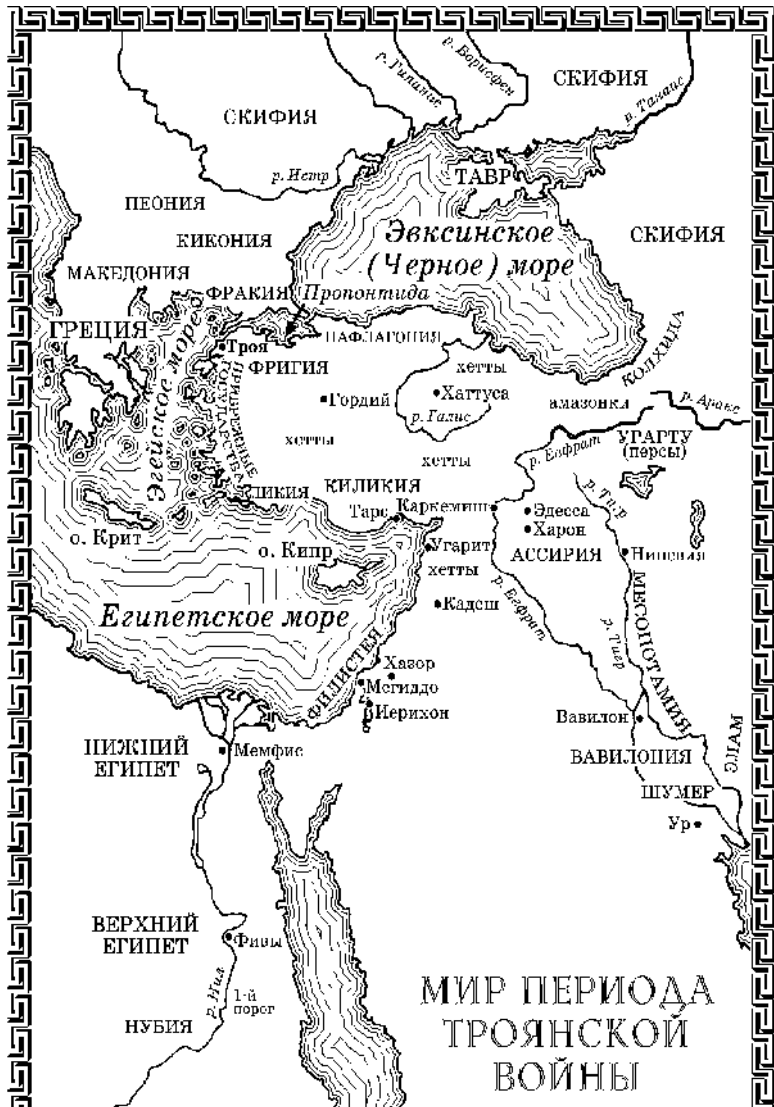 р. Гипанис
р. Борисфен
СКИФИЯ
р. Танаис
СКИФИЯ
р. Истр
ТАВР
ПЕОНИЯ
КИКОНИЯ
Эвксинское
(Черное) море
СКИФИЯ
МАКЕДОНИЯ
ФРАКИЯ
Пропонтида
ГРЕЦИЯ
Эгейское море
Троя
ПАФЛАГОНИЯ
КОЛХИДА
ФРИГИЯ
ПРИБРЕЖНЫЕ
ГОСУДАРСТВА
хетты
Гордий
Хаттуса
р. Галис
амазонки
р. Аракс
хетты
хетты
р. Евфрат
УРАРТУ
(персы)
ЛИКИЯ
КИЛИКИЯ
Тарс
Каркемиш
Эдесса
Харон
р. Тигр
о. Крит
о. Кипр
Угарит
хетты
АССИРИЯ
Ниневия
Египетское море
Кадеш
р. Евфрат
р. Тигр
МЕСОПОТАМИЯ
ФИЛИСТЕЯ
Хазор
Мегиддо
Иерихон
Вавилон
НИЖНИЙ
ЕГИПЕТ
Мемфис
ВАВИЛОНИЯ
ЭЛАМ
ШУМЕР
Ур
ВЕРХНИЙ
ЕГИПЕТ
Фивы
р. Нил
1-й
порог
НУБИЯ
МИР ПЕРИОДА
ТРОЯНСКОЙ
ВОЙНЫ